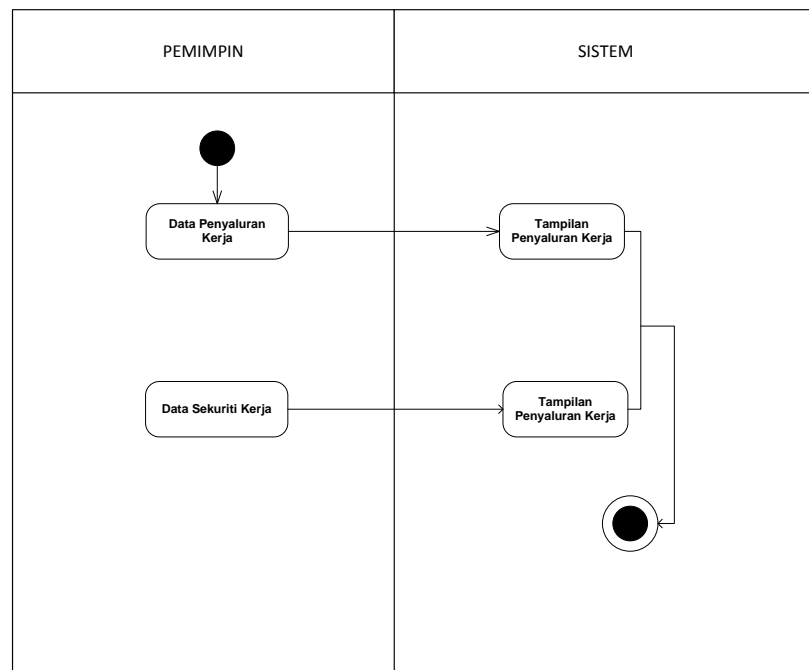 PEMIMPIN
SISTEM
Data Penyaluran
Kerja
Tampilan
Penyaluran Kerja
Data Sekuriti Kerja
Tampilan
Penyaluran Kerja